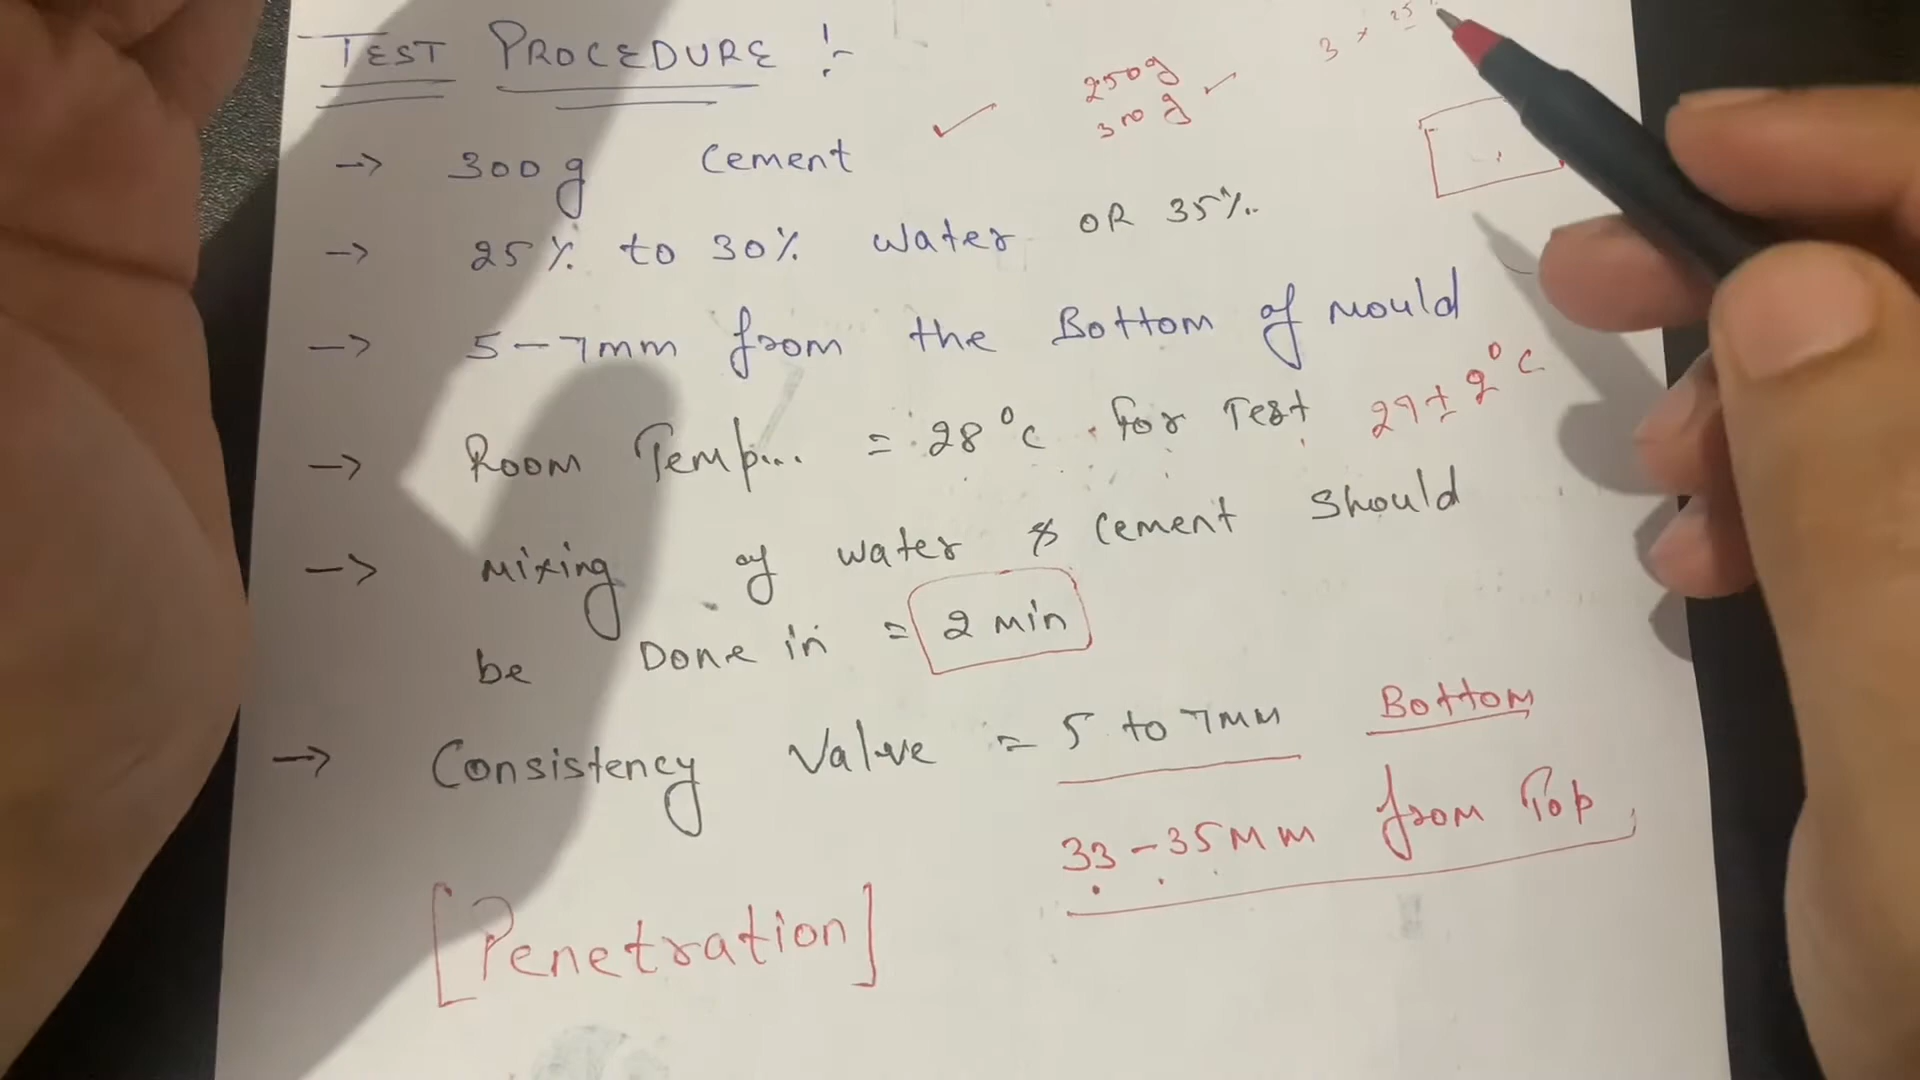 TEST PROCEDURE :-
3 × 25
250g
300g
→ 300g cement
→ 25% to 30% water OR 35%.
→ 5-7mm from the Bottom of mould
→ Room Temp... = 28°C for Test 27±2°C
→ mixing of water & cement should
be Done in = 2 min
→ Consistency Value = 5 to 7mm Bottom
33-35MM from Top
[Penetration]